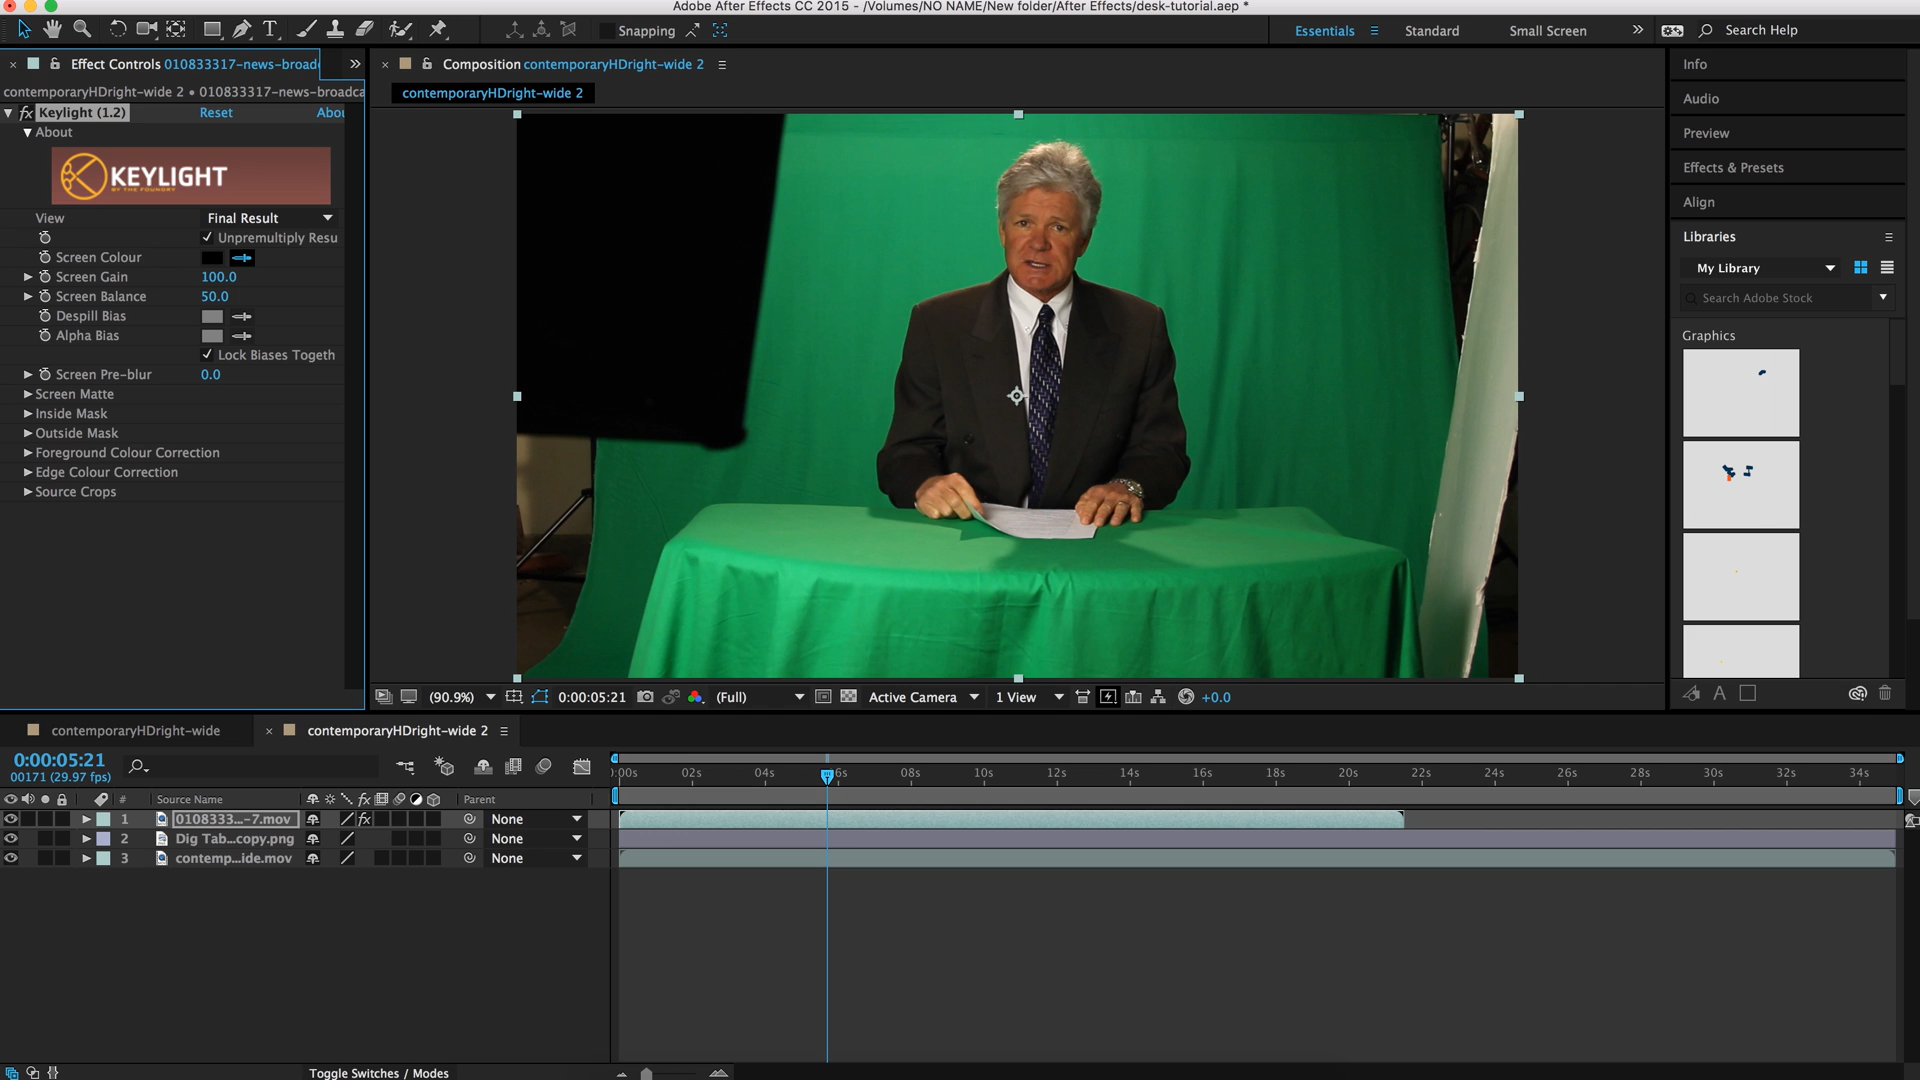 Adobe After Effects CC 2015 - /Volumes/NO NAME/New folder/After Effects/desk-tutorial.aep *
T
Snapping
Essentials
Standard
Small Screen
Search Help
Effect Controls 010833317-news-broad
Composition contemporaryHDright-wide 2
contemporaryHDright-wide 2 • 010833317-news-broadca
contemporaryHDright-wide 2
fx Keylight (1.2)
Reset
Abou
About
KEYLIGHT
BY THE FOUNDRY
View
Final Result
Unpremultiply Resu
Screen Colour
Screen Gain
100.0
Screen Balance
50.0
Despill Bias
Alpha Bias
Lock Biases Togeth
Screen Pre-blur
0.0
Screen Matte
Inside Mask
Outside Mask
Foreground Colour Correction
Edge Colour Correction
Source Crops
Info
Audio
Preview
Effects & Presets
Align
Libraries
My Library
Search Adobe Stock
Graphics
A
(90.9%)
0:00:05:21
(Full)
Active Camera
1 View
+0.0
contemporaryHDright-wide
contemporaryHDright-wide 2
0:00:05:21
00171 (29.97 fps)
):00s
02s
04s
6s
08s
10s
12s
14s
16s
18s
20s
22s
24s
26s
28s
30s
32s
34s
#
Source Name
fx
Parent
1
0108333...-7.mov
fx
None
2
Dig Tab...copy.png
None
3
contemp...ide.mov
None
Toggle Switches / Modes